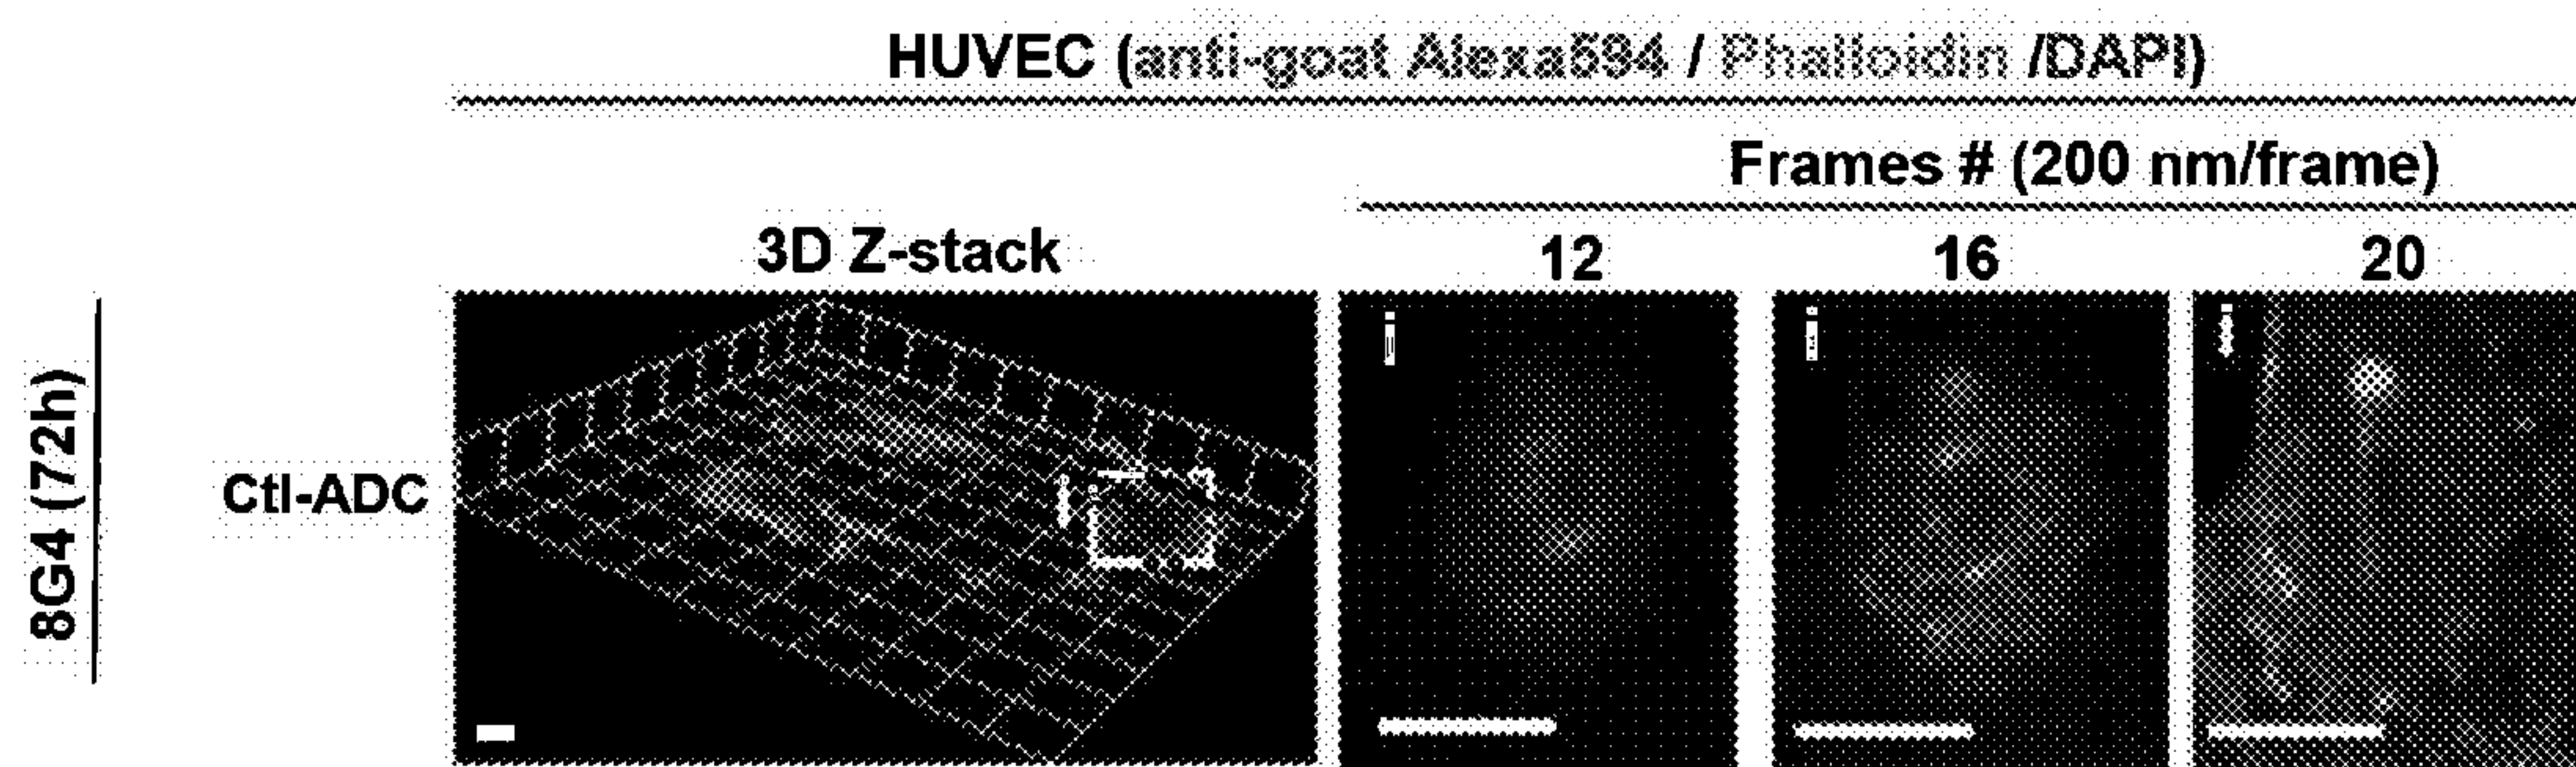 HUVEC (anti-goat Alexa594 / Phalloidin /DAPI)
Frames # (200 nm/frame)
3D Z-stack
12
16
20
8G4 (72h)
Ctl-ADC
i
i
i
i